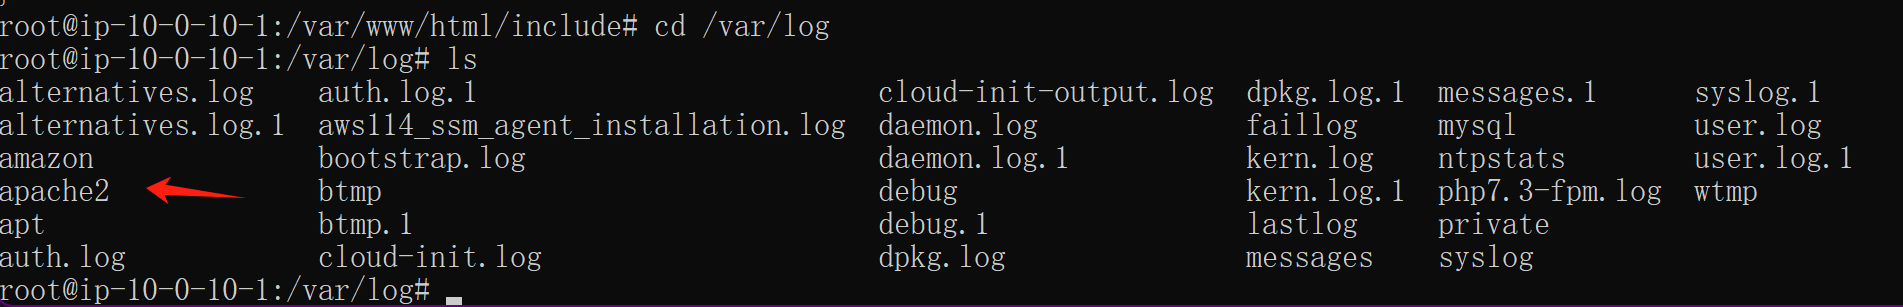 root@ip-10-0-10-1:/var/www/html/include# cd /var/log
root@ip-10-0-10-1:/var/log# ls
alternatives.log auth.log.1 cloud-init-output.log dpkg.log.1 messages.1 syslog.1
alternatives.log.1 aws114_ssm_agent_installation.log daemon.log faillog mysql user.log
amazon bootstrap.log daemon.log.1 kern.log ntpstats user.log.1
apache2 btmp debug kern.log.1 php7.3-fpm.log wtmp
apt btmp.1 debug.1 lastlog private
auth.log cloud-init.log dpkg.log messages syslog
root@ip-10-0-10-1:/var/log#